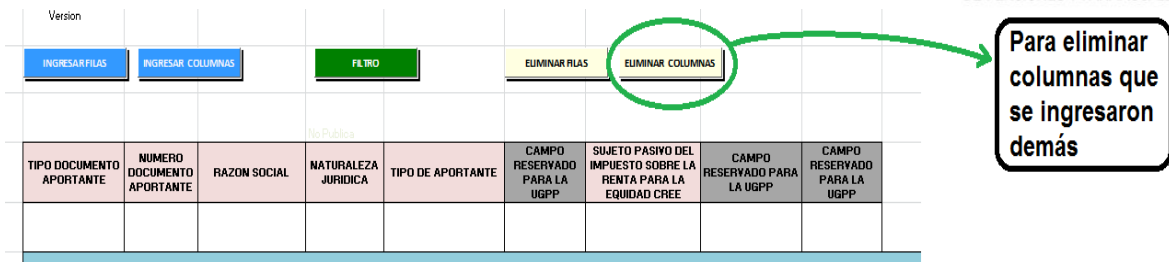 Version
INGRESAR FILAS
INGRESAR COLUMNAS
FILTRO
ELIMINAR FILAS
ELIMINAR COLUMNAS
Para eliminar
columnas que
se ingresaron
demás
No Publica
TIPO DOCUMENTO
APORTANTE
NUMERO
DOCUMENTO
APORTANTE
RAZON SOCIAL
NATURALEZA
JURIDICA
TIPO DE APORTANTE
CAMPO
RESERVADO
PARA LA
UGPP
SUJETO PASIVO DEL
IMPUESTO SOBRE LA
RENTA PARA LA
EQUIDAD CREE
CAMPO
RESERVADO PARA
LA UGPP
CAMPO
RESERVADO
PARA LA
UGPP